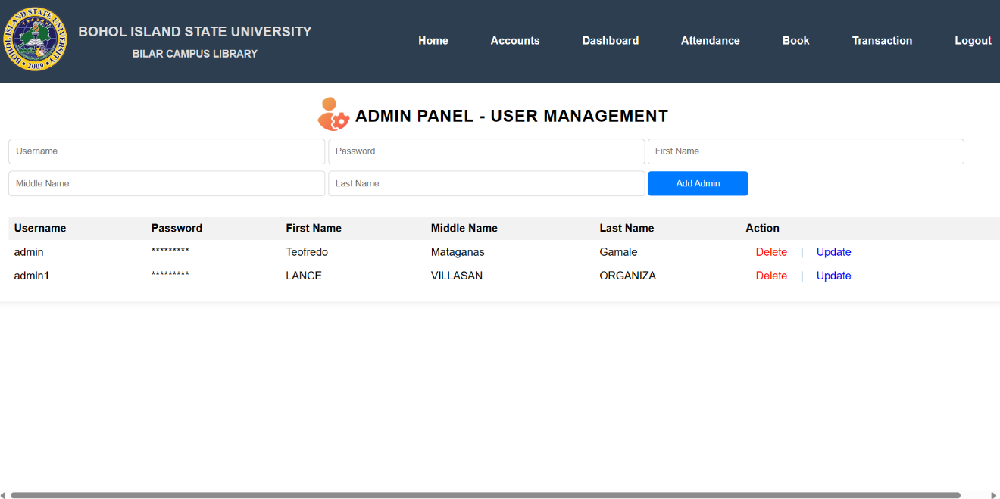 BOHOL ISLAND STATE UNIVERSITY
• 2009 •
BOHOL ISLAND STATE UNIVERSITY
BILAR CAMPUS LIBRARY
Home Accounts Dashboard Attendance Book Transaction Logout
ADMIN PANEL - USER MANAGEMENT
Username Password First Name
Middle Name Last Name Add Admin
Username Password First Name Middle Name Last Name Action
admin ********* Teofredo Mataganas Gamale Delete | Update
admin1 ********* LANCE VILLASAN ORGANIZA Delete | Update